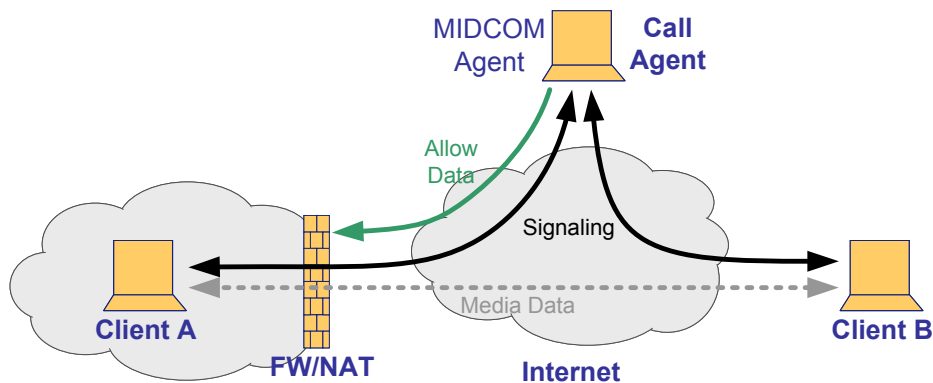 MIDCOM
Agent
Call
Agent
Allow
Data
Signaling
Media Data
Client A
Client B
FW/NAT
Internet